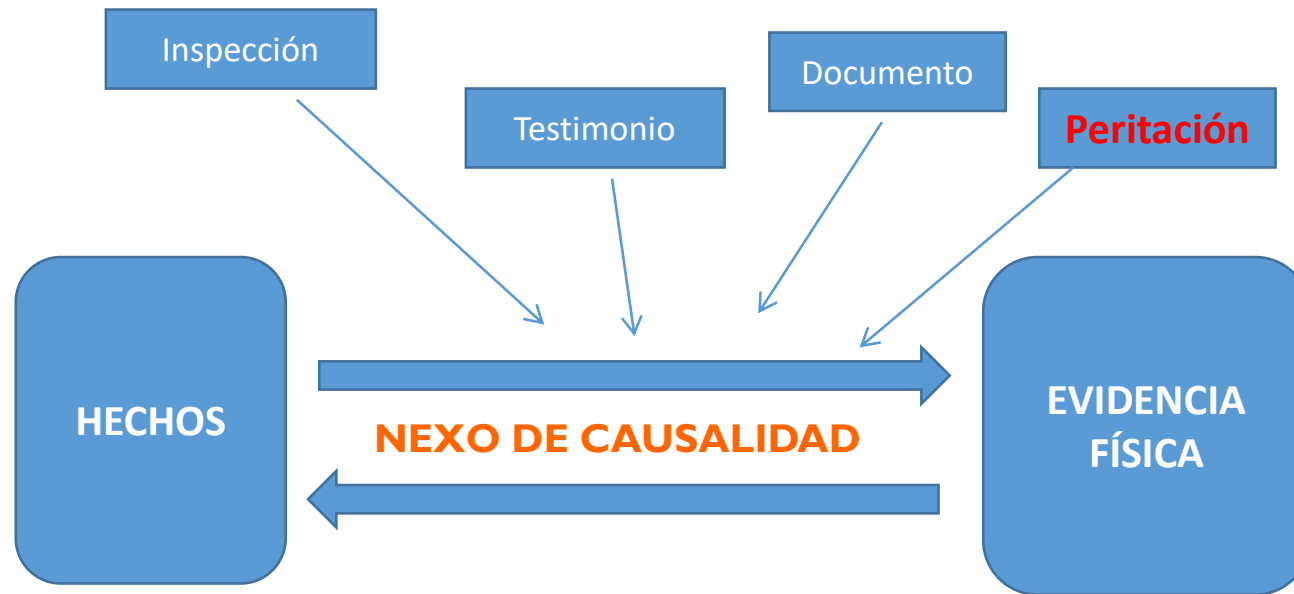 Inspección
Testimonio
Documento
Peritación
HECHOS
NEXO DE CAUSALIDAD
EVIDENCIA
FÍSICA